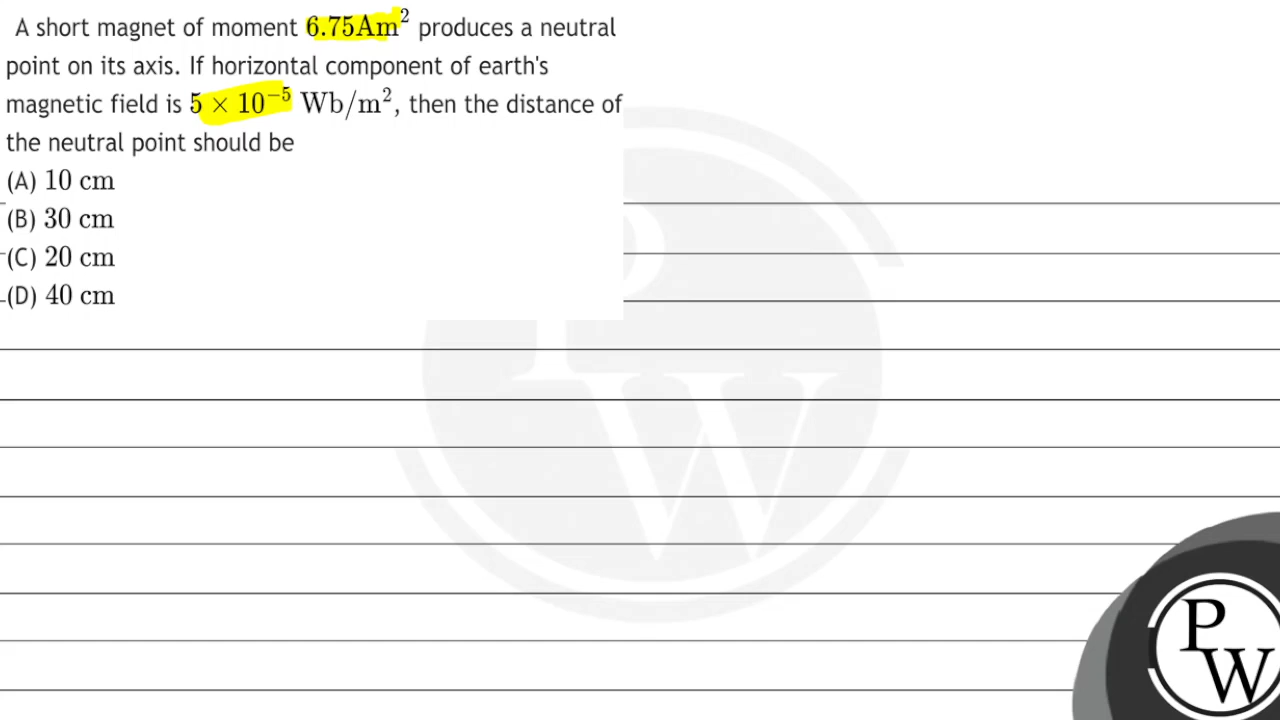 A short magnet of moment 6.75Am² produces a neutral
point on its axis. If horizontal component of earth's
magnetic field is 5 × 10⁻⁵ Wb/m², then the distance of
the neutral point should be
(A) 10 cm
(B) 30 cm
(C) 20 cm
(D) 40 cm
P
W
P
W